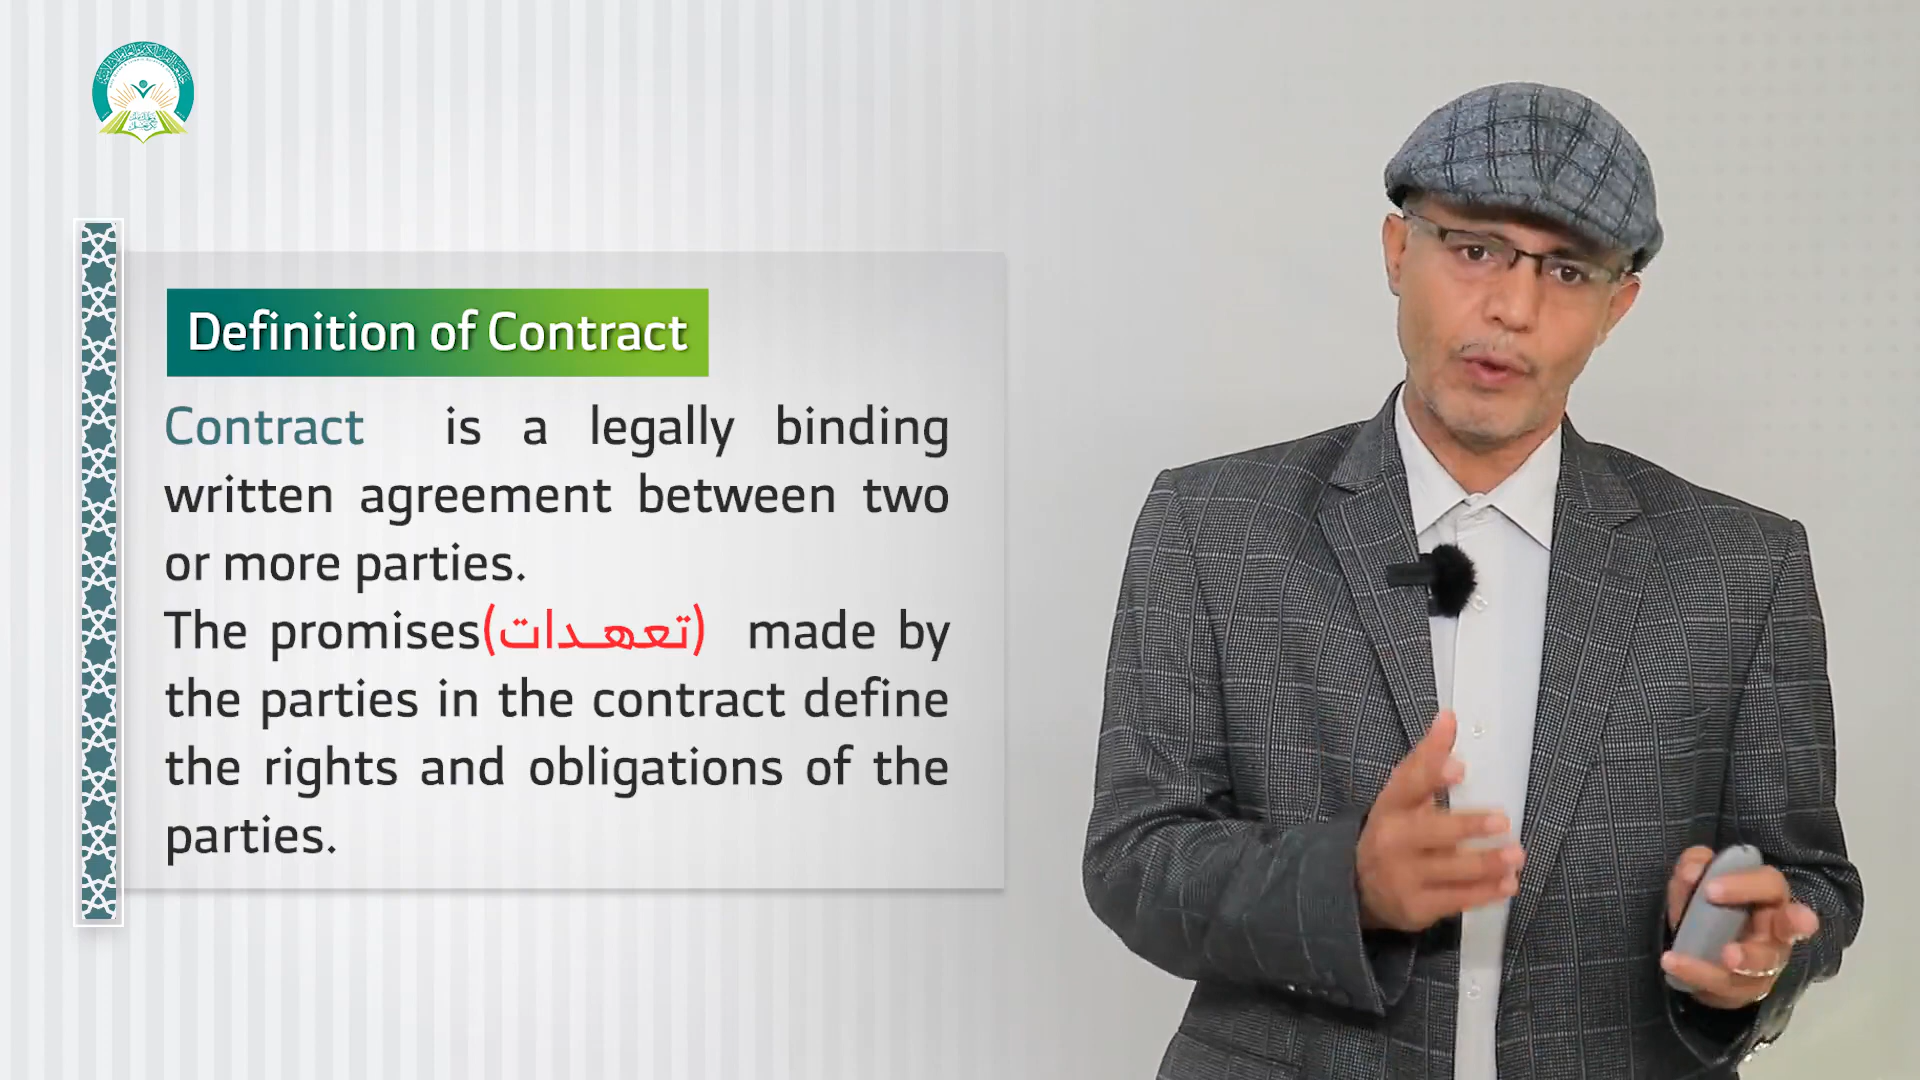 Definition of Contract
Contract is a legally binding
written agreement between two
or more parties.
The promises(تعهدات) made by
the parties in the contract define
the rights and obligations of the
parties.